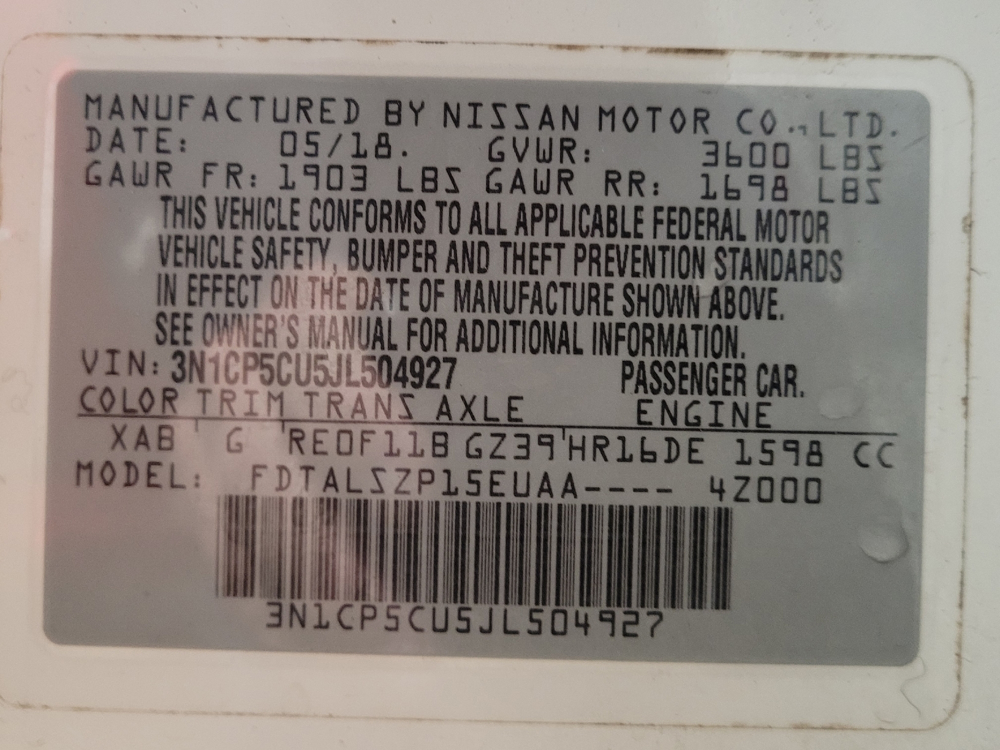 MANUFACTURED BY NISSAN MOTOR CO., LTD.
DATE: 05/18. GVWR: 3600 LBS
GAWR FR: 1903 LBS GAWR RR: 1698 LBS
THIS VEHICLE CONFORMS TO ALL APPLICABLE FEDERAL MOTOR
VEHICLE SAFETY, BUMPER AND THEFT PREVENTION STANDARDS
IN EFFECT ON THE DATE OF MANUFACTURE SHOWN ABOVE.
SEE OWNER'S MANUAL FOR ADDITIONAL INFORMATION.
VIN: 3N1CP5CU5JL504927 PASSENGER CAR.
COLOR TRIM TRANS AXLE ENGINE
XAB G RE0F11B GZ39 HR16DE 1598 CC
MODEL: FDTALSZP15EUAA---- 4Z000
3N1CP5CU5JL504927